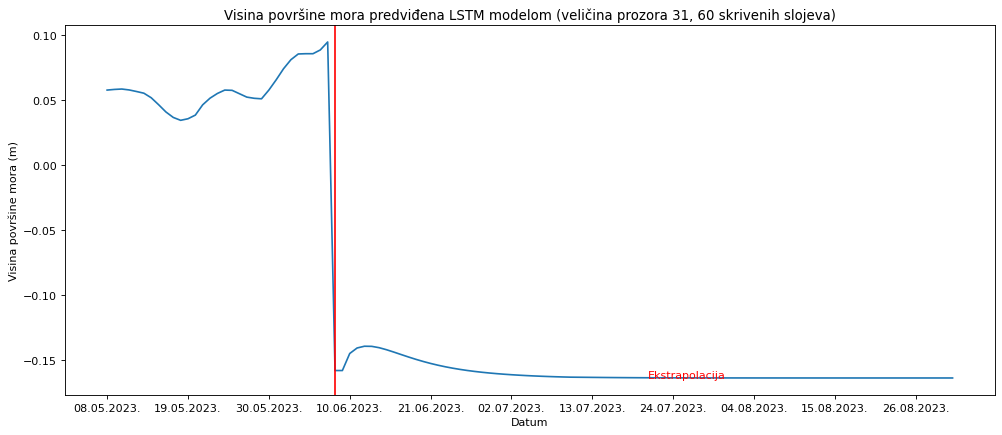 Visina površine mora predviđena LSTM modelom (veličina prozora 31, 60 skrivenih slojeva)
Visina površine mora (m)
0.10
0.05
0.00
−0.05
−0.10
−0.15
Ekstrapolacija
08.05.2023. 19.05.2023. 30.05.2023. 10.06.2023. 21.06.2023. 02.07.2023. 13.07.2023. 24.07.2023. 04.08.2023. 15.08.2023. 26.08.2023.
Datum